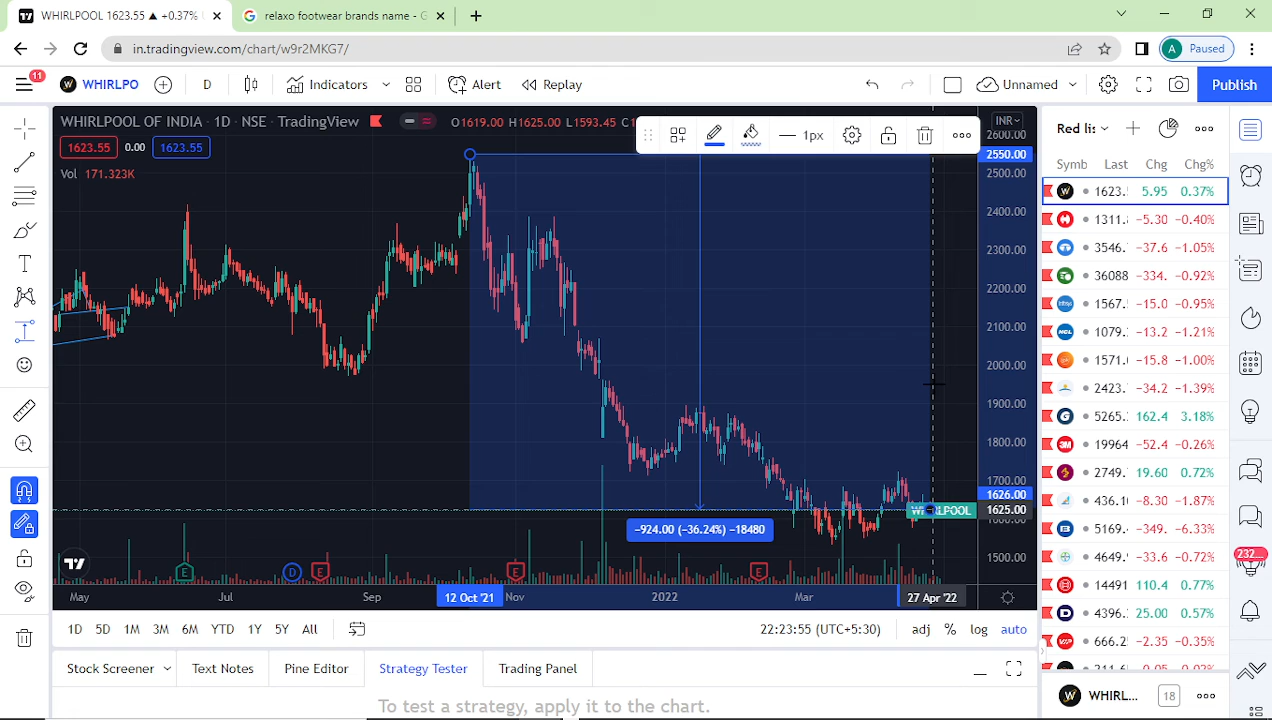 WHIRLPOOL 1623.55 ▲ +0.37% U
relaxo footwear brands name - G
in.tradingview.com/chart/w9r2MKG7/
A Paused
11
WHIRLPO D Indicators Alert Replay Unnamed Publish
WHIRLPOOL OF INDIA · 1D · NSE · TradingView O1619.00 H1625.00 L1593.45 C1
1623.55 0.00 1623.55
Vol 171.323K
1px
INR
2600.00
2550.00
2500.00
2400.00
2300.00
2200.00
2100.00
2000.00
1900.00
1800.00
1700.00
1626.00
1625.00
1500.00
WHIRLPOOL
−924.00 (−36.24%) −18480
E D E E E
May Jul Sep 12 Oct '21 Nov 2022 Mar 27 Apr '22
1D 5D 1M 3M 6M YTD 1Y 5Y All 22:23:55 (UTC+5:30) adj % log auto
Stock Screener Text Notes Pine Editor Strategy Tester Trading Panel
To test a strategy, apply it to the chart.
Red li
Symb Last Chg Chg%
1623. 5.95 0.37%
1311. −5.30 −0.40%
3546. −37.6 −1.05%
36088 −334. −0.92%
1567. −15.0 −0.95%
1079. −13.2 −1.21%
1571. −15.8 −1.00%
2423. −34.2 −1.39%
5265. 162.4 3.18%
19964 −52.4 −0.26%
2749. 19.60 0.72%
436.1 −8.30 −1.87%
5169. −349. −6.33%
4649. −33.6 −0.72%
14491 110.4 0.77%
4396. 25.00 0.57%
666.2 −2.35 −0.35%
232
WHIRL... 18